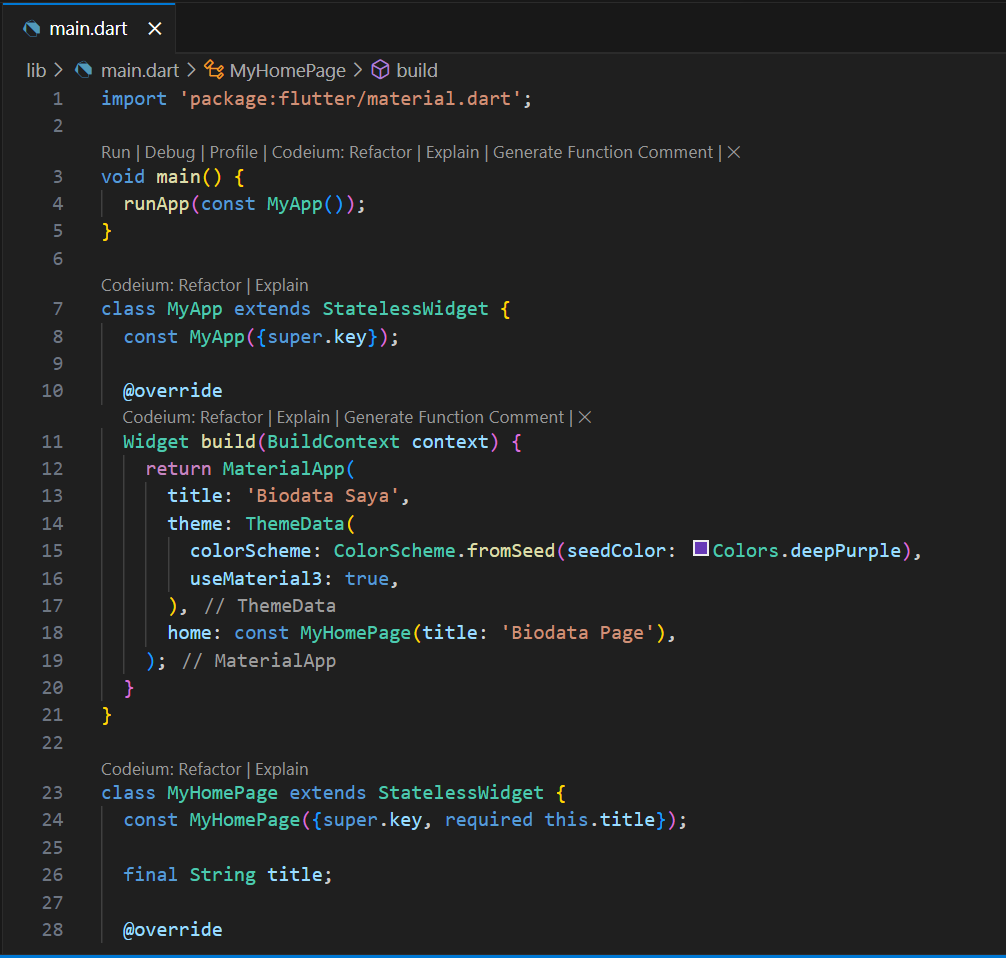 main.dart
lib > main.dart > MyHomePage > build
1 import 'package:flutter/material.dart';
2
Run | Debug | Profile | Codeium: Refactor | Explain | Generate Function Comment | ×
3 void main() {
4   runApp(const MyApp());
5 }
6
Codeium: Refactor | Explain
7 class MyApp extends StatelessWidget {
8   const MyApp({super.key});
9
10   @override
Codeium: Refactor | Explain | Generate Function Comment | ×
11   Widget build(BuildContext context) {
12     return MaterialApp(
13       title: 'Biodata Saya',
14       theme: ThemeData(
15         colorScheme: ColorScheme.fromSeed(seedColor: Colors.deepPurple),
16         useMaterial3: true,
17       ), // ThemeData
18       home: const MyHomePage(title: 'Biodata Page'),
19     ); // MaterialApp
20   }
21 }
22
Codeium: Refactor | Explain
23 class MyHomePage extends StatelessWidget {
24   const MyHomePage({super.key, required this.title});
25
26   final String title;
27
28   @override